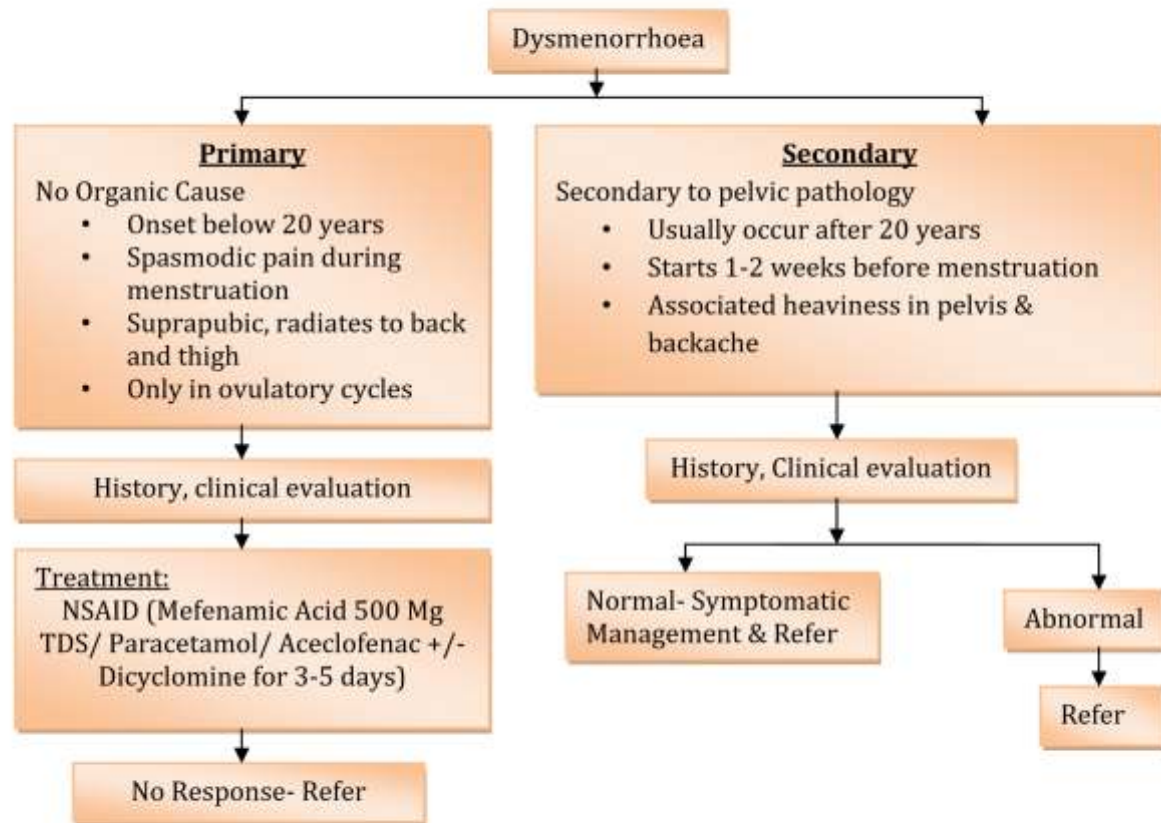 Dysmenorrhoea
Primary
No Organic Cause
• Onset below 20 years
• Spasmodic pain during
menstruation
• Suprapubic, radiates to back
and thigh
• Only in ovulatory cycles
History, clinical evaluation
Treatment:
NSAID (Mefenamic Acid 500 Mg
TDS/ Paracetamol/ Aceclofenac +/-
Dicyclomine for 3-5 days)
No Response- Refer
Secondary
Secondary to pelvic pathology
• Usually occur after 20 years
• Starts 1-2 weeks before menstruation
• Associated heaviness in pelvis &
backache
History, Clinical evaluation
Normal- Symptomatic
Management & Refer
Abnormal
Refer